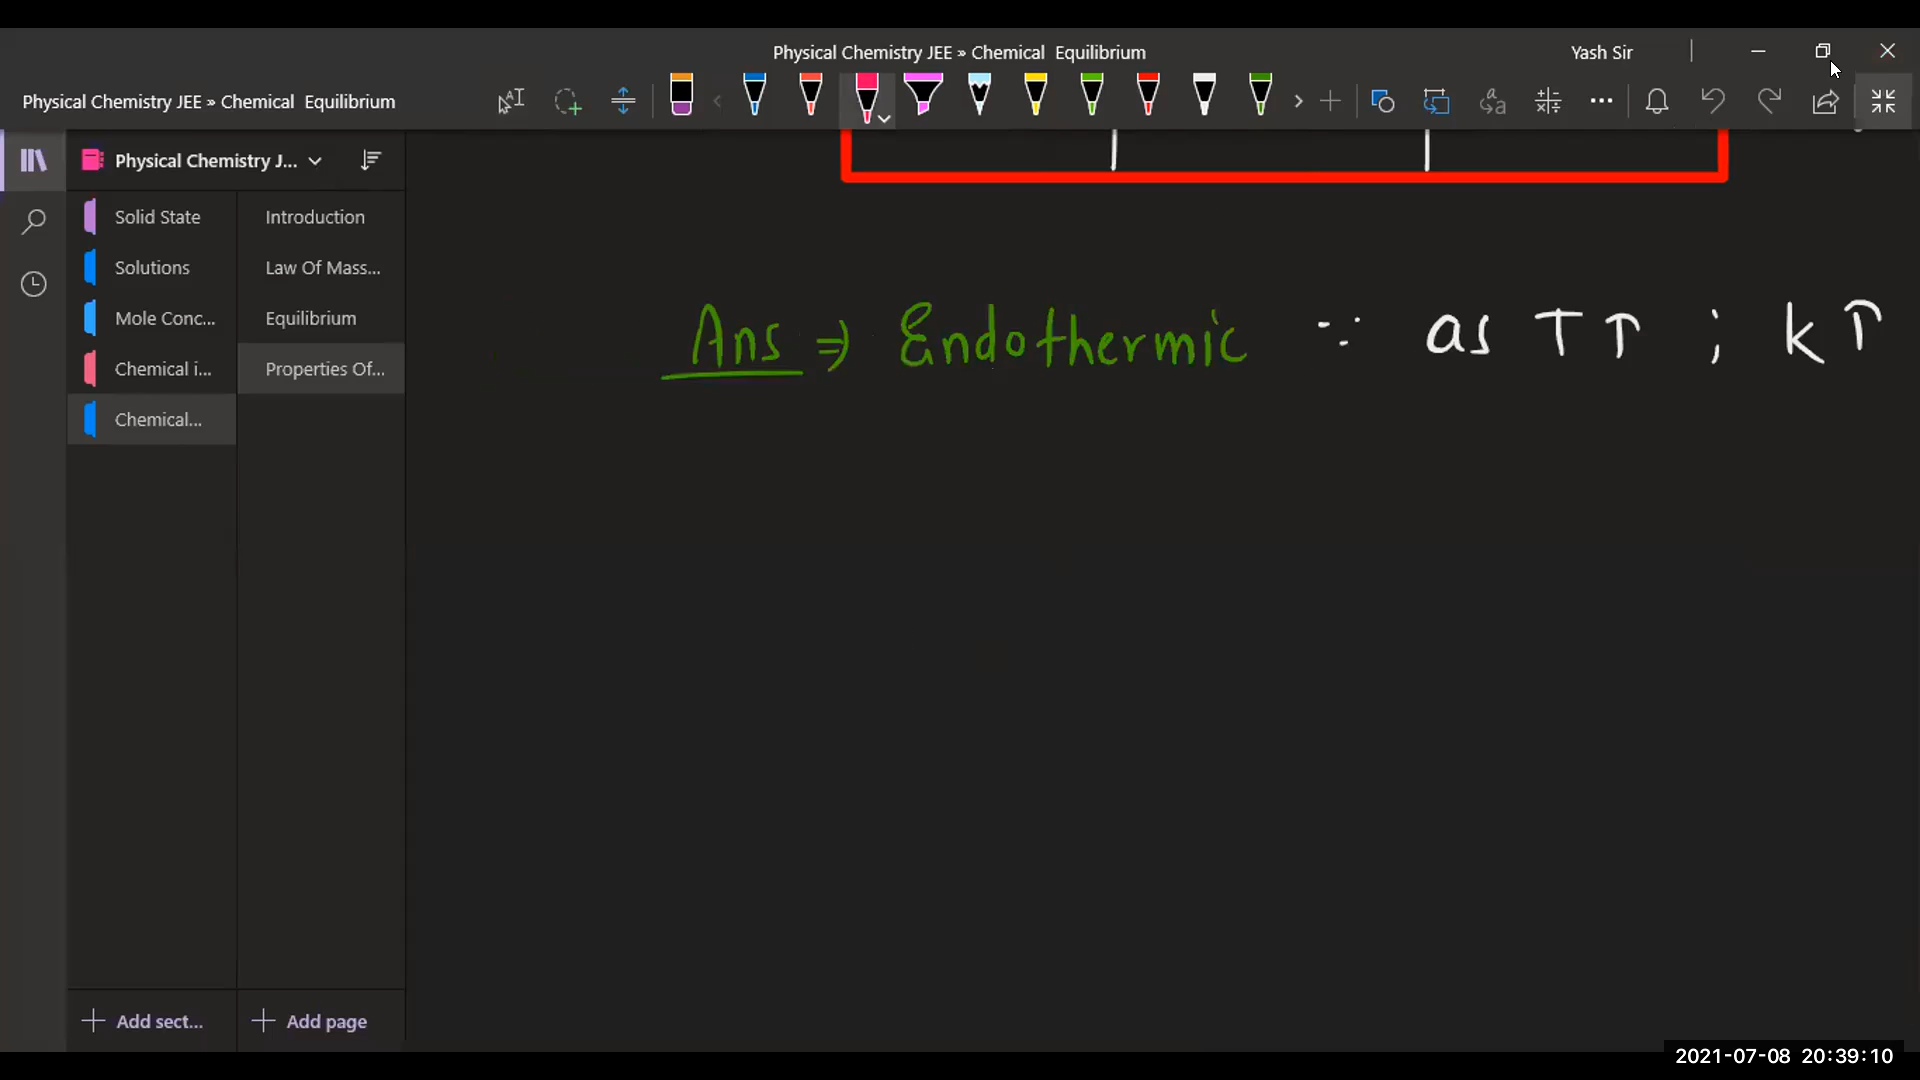 Physical Chemistry JEE » Chemical Equilibrium
Yash Sir
Physical Chemistry JEE » Chemical Equilibrium
Physical Chemistry J...
Solid State
Introduction
Solutions
Law Of Mass...
Mole Conc...
Equilibrium
Chemical i...
Properties Of...
Chemical...
Ans ⇒ Endothermic ∵ as T↑ ; k↑
Add sect...
Add page
2021-07-08 20:39:10